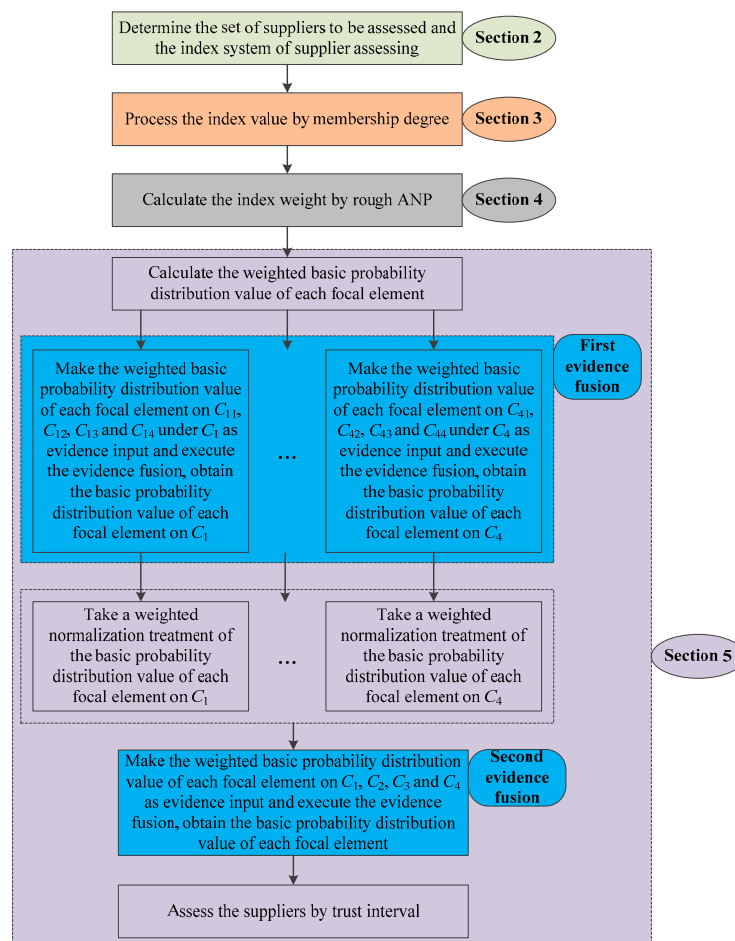 Determine the set of suppliers to be assessed and
the index system of supplier assessing
Section 2
Process the index value by membership degree
Section 3
Calculate the index weight by rough ANP
Section 4
Calculate the weighted basic probability
distribution value of each focal element
First
evidence
fusion
Make the weighted basic
probability distribution value
of each focal element on C11,
C12, C13 and C14 under C1 as
evidence input and execute
the evidence fusion, obtain
the basic probability
distribution value of each
focal element on C1
...
Make the weighted basic
probability distribution value
of each focal element on C41,
C42, C43 and C44 under C4 as
evidence input and execute
the evidence fusion, obtain
the basic probability
distribution value of each
focal element on C4
Take a weighted
normalization treatment of
the basic probability
distribution value of each
focal element on C1
...
Take a weighted
normalization treatment of
the basic probability
distribution value of each
focal element on C4
Section 5
Make the weighted basic probability distribution
value of each focal element on C1, C2, C3 and C4
as evidence input and execute the evidence
fusion, obtain the basic probability distribution
value of each focal element
Second
evidence
fusion
Assess the suppliers by trust interval